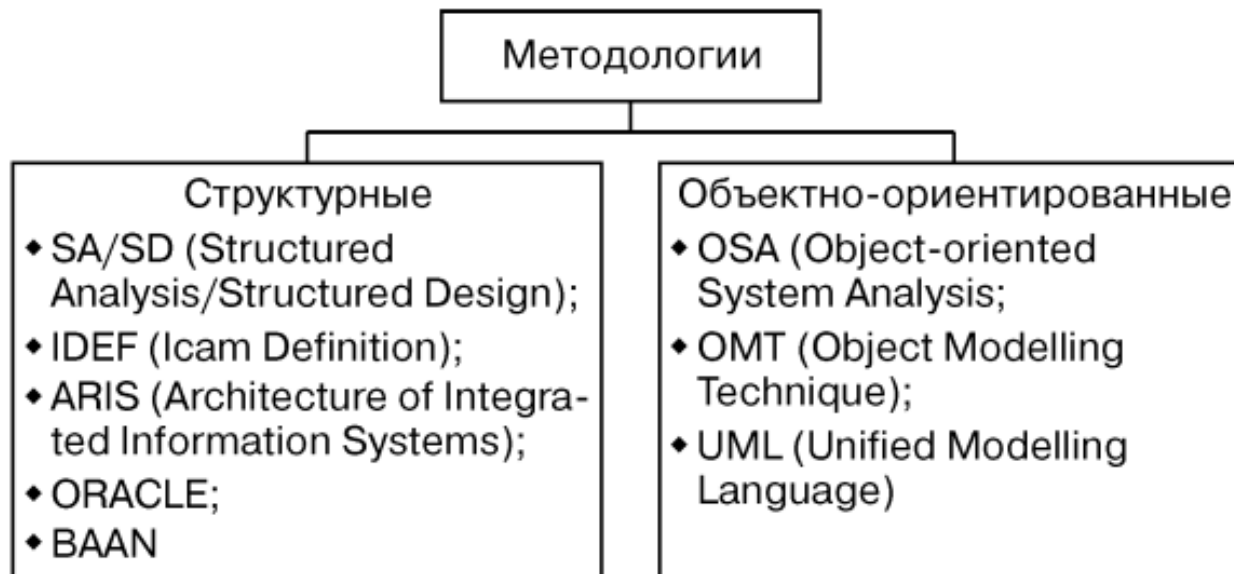 Методологии
Структурные
◆ SA/SD (Structured
Analysis/Structured Design);
◆ IDEF (Icam Definition);
◆ ARIS (Architecture of Integra-
ted Information Systems);
◆ ORACLE;
◆ BAAN
Объектно-ориентированные
◆ OSA (Object-oriented
System Analysis;
◆ OMT (Object Modelling
Technique);
◆ UML (Unified Modelling
Language)